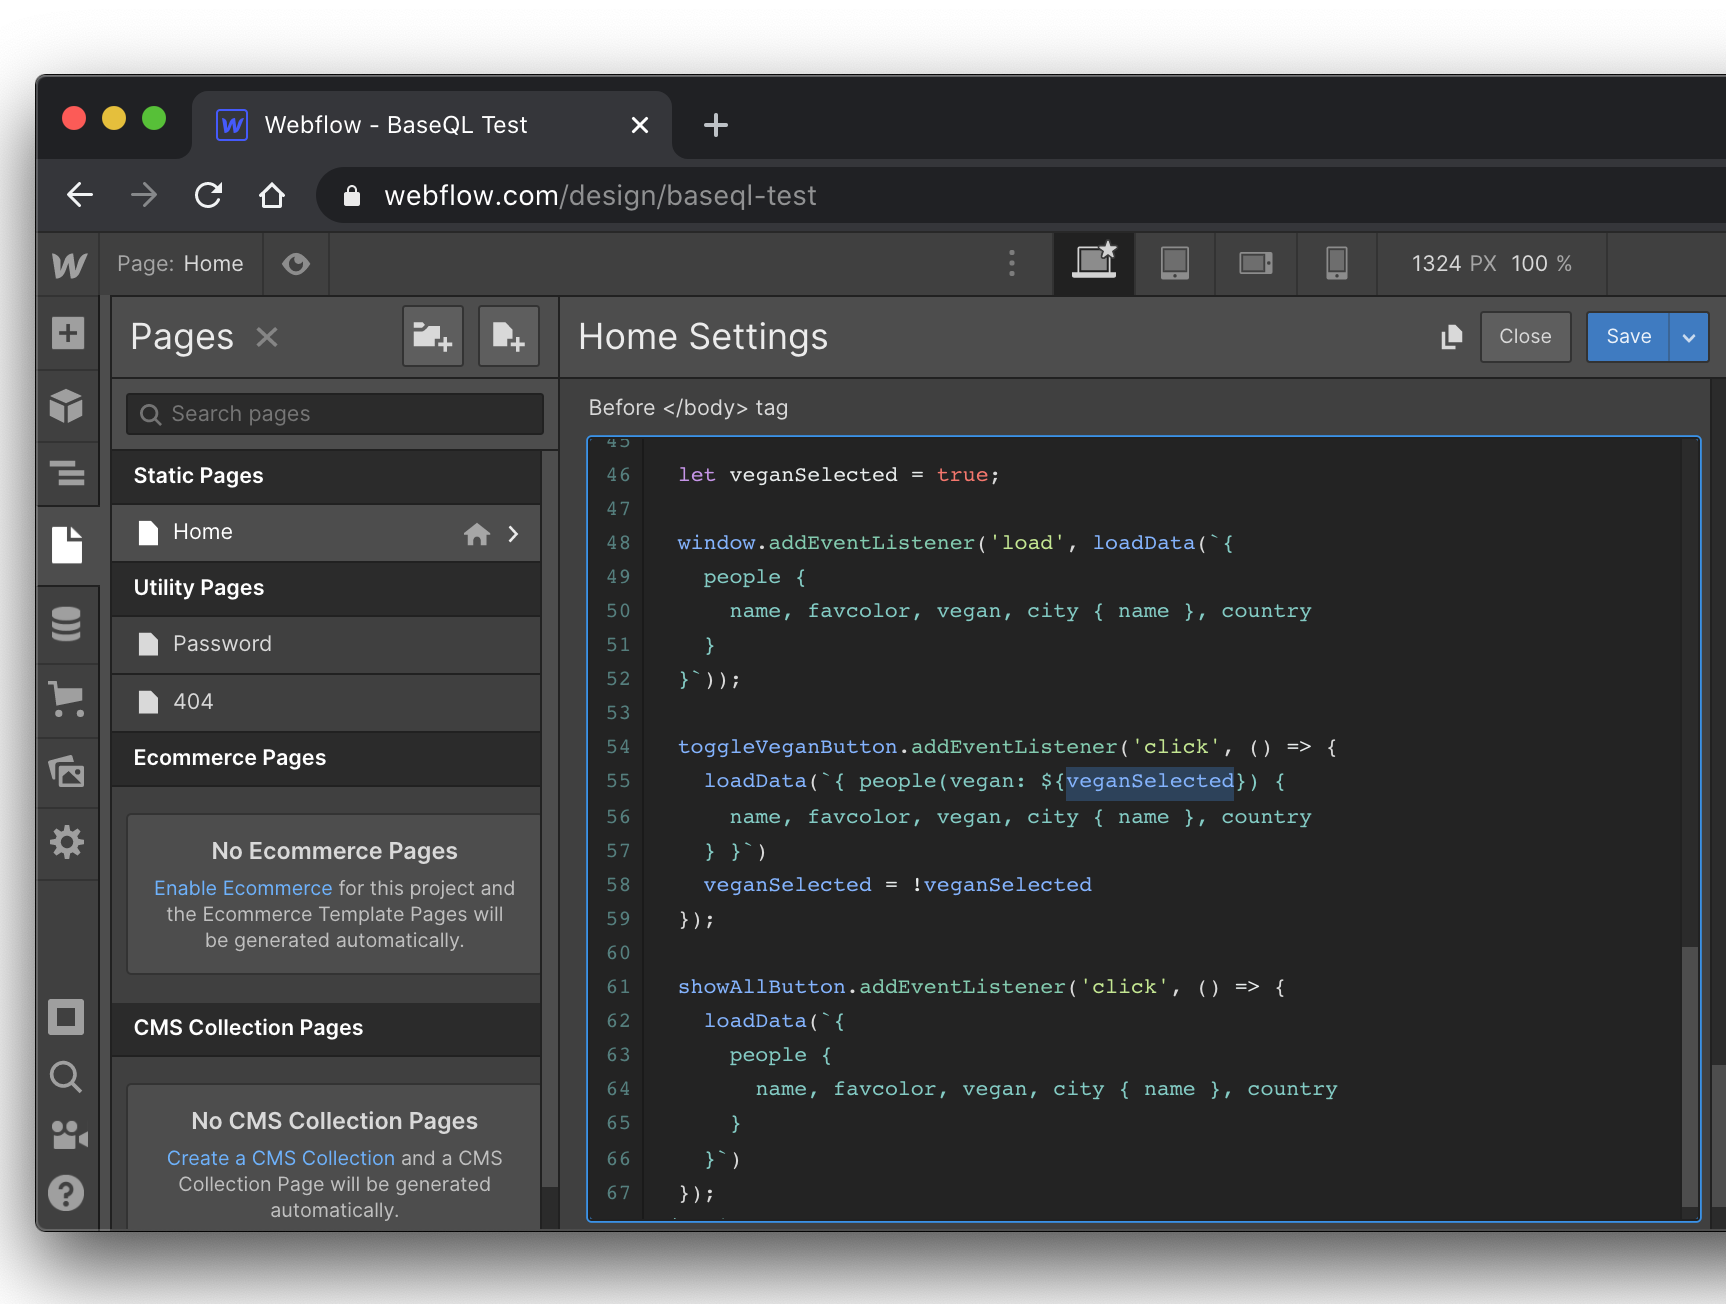 Webflow - BaseQL Test
webflow.com/design/baseql-test
Page: Home
1324 PX 100 %
Pages
Home Settings
Close
Save
Search pages
Static Pages
Home
Utility Pages
Password
404
Ecommerce Pages
No Ecommerce Pages
Enable Ecommerce for this project and
the Ecommerce Template Pages will
be generated automatically.
CMS Collection Pages
No CMS Collection Pages
Create a CMS Collection and a CMS
Collection Page will be generated
automatically.
Before </body> tag
45
46 let veganSelected = true;
47
48 window.addEventListener('load', loadData(`{
49 people {
50 name, favcolor, vegan, city { name }, country
51 }
52 }`));
53
54 toggleVeganButton.addEventListener('click', () => {
55 loadData(`{ people(vegan: ${veganSelected}) {
56 name, favcolor, vegan, city { name }, country
57 } }`)
58 veganSelected = !veganSelected
59 });
60
61 showAllButton.addEventListener('click', () => {
62 loadData(`{
63 people {
64 name, favcolor, vegan, city { name }, country
65 }
66 }`)
67 });